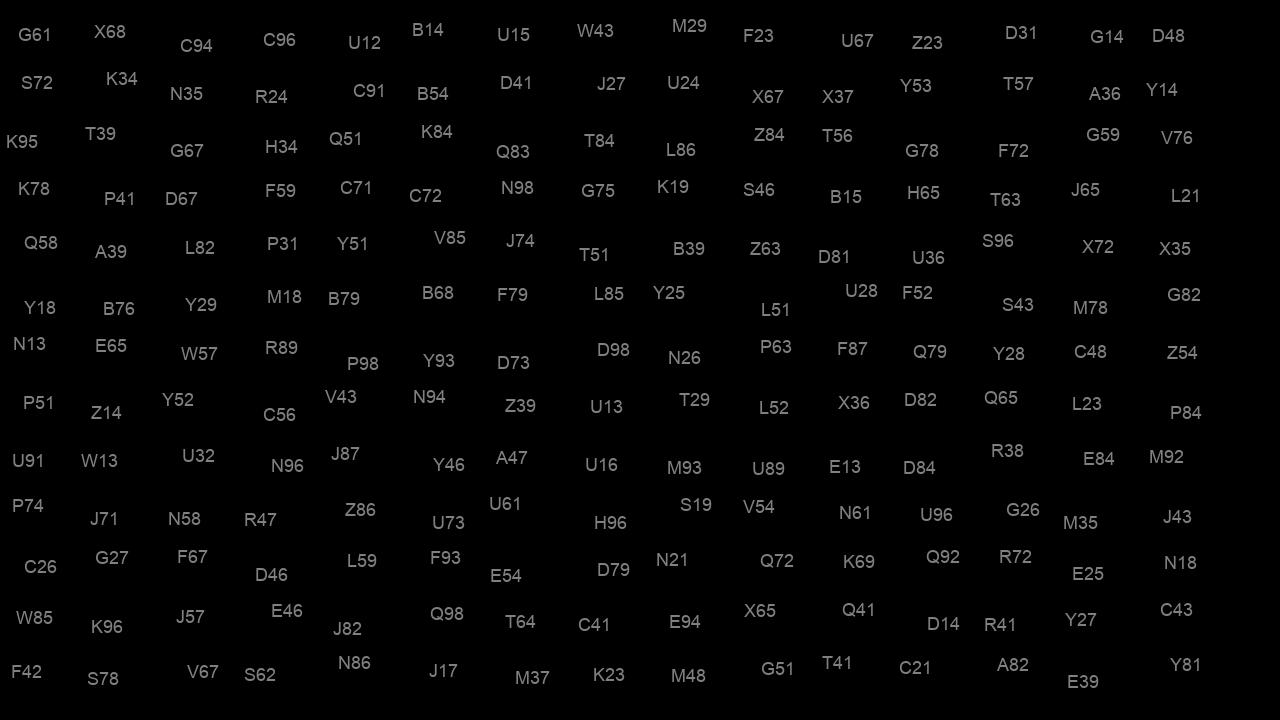 G61 X68 C94 C96 U12 B14 U15 W43 M29 F23 U67 Z23 D31 G14 D48
S72 K34 N35 R24 C91 B54 D41 J27 U24 X67 X37 Y53 T57 A36 Y14
K95 T39 G67 H34 Q51 K84 Q83 T84 L86 Z84 T56 G78 F72 G59 V76
K78 P41 D67 F59 C71 C72 N98 G75 K19 S46 B15 H65 T63 J65 L21
Q58 A39 L82 P31 Y51 V85 J74 T51 B39 Z63 D81 U36 S96 X72 X35
Y18 B76 Y29 M18 B79 B68 F79 L85 Y25 L51 U28 F52 S43 M78 G82
N13 E65 W57 R89 P98 Y93 D73 D98 N26 P63 F87 Q79 Y28 C48 Z54
P51 Z14 Y52 C56 V43 N94 Z39 U13 T29 L52 X36 D82 Q65 L23 P84
U91 W13 U32 N96 J87 Y46 A47 U16 M93 U89 E13 D84 R38 E84 M92
P74 J71 N58 R47 Z86 U73 U61 H96 S19 V54 N61 U96 G26 M35 J43
C26 G27 F67 D46 L59 F93 E54 D79 N21 Q72 K69 Q92 R72 E25 N18
W85 K96 J57 E46 J82 Q98 T64 C41 E94 X65 Q41 D14 R41 Y27 C43
F42 S78 V67 S62 N86 J17 M37 K23 M48 G51 T41 C21 A82 E39 Y81